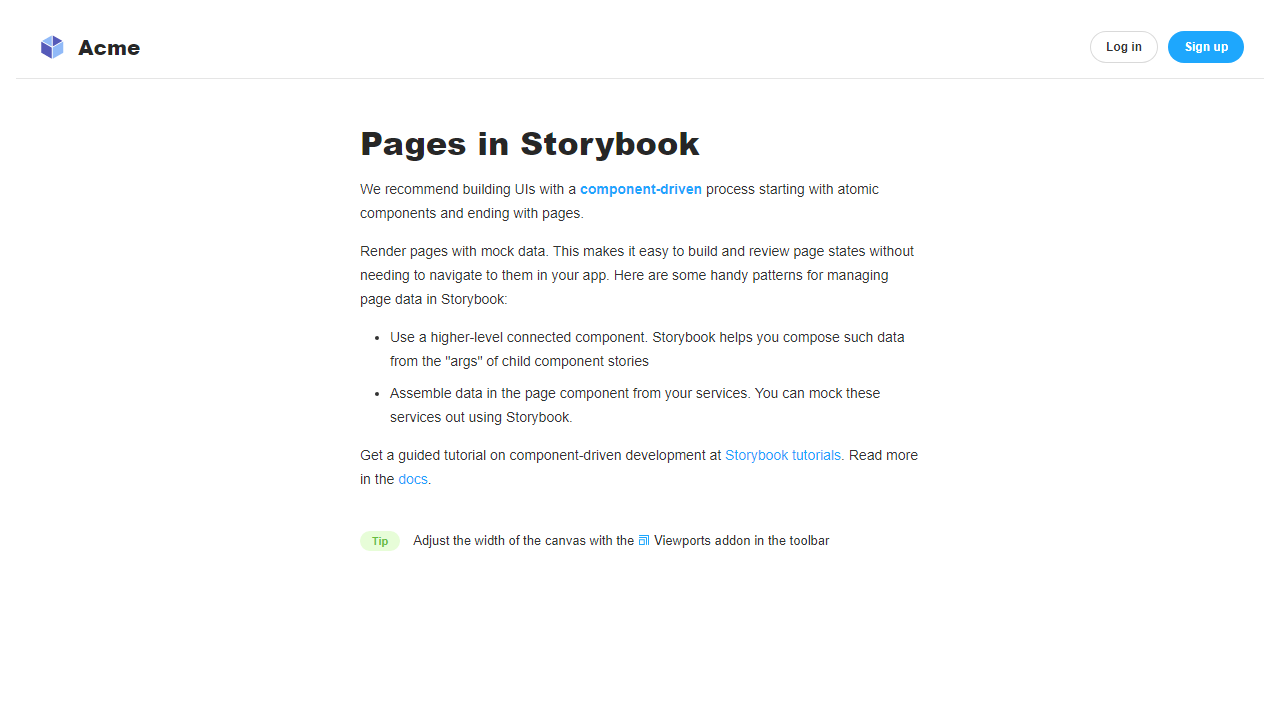 Acme
Log in
Sign up
Pages in Storybook
We recommend building UIs with a component-driven process starting with atomic
components and ending with pages.
Render pages with mock data. This makes it easy to build and review page states without
needing to navigate to them in your app. Here are some handy patterns for managing
page data in Storybook:
Use a higher-level connected component. Storybook helps you compose such data
from the "args" of child component stories
Assemble data in the page component from your services. You can mock these
services out using Storybook.
Get a guided tutorial on component-driven development at Storybook tutorials. Read more
in the docs.
Tip
Adjust the width of the canvas with the Viewports addon in the toolbar